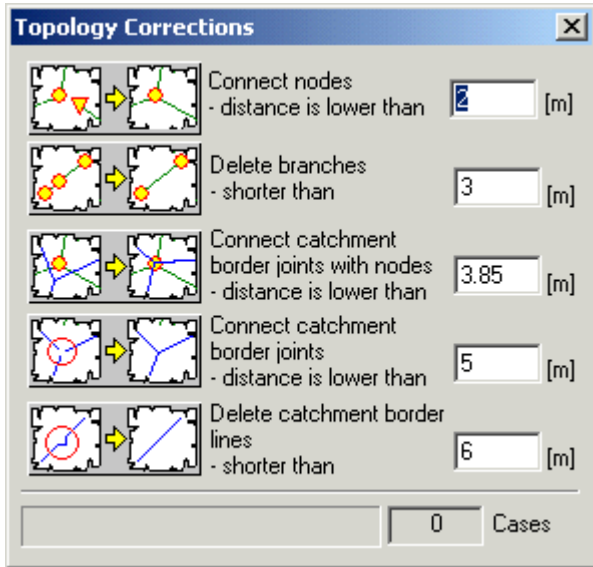 Topology Corrections
Connect nodes
- distance is lower than
2 [m]
Delete branches
- shorter than
3 [m]
Connect catchment
border joints with nodes
- distance is lower than
3.85 [m]
Connect catchment
border joints
- distance is lower than
5 [m]
Delete catchment border
lines
- shorter than
6 [m]
0 Cases